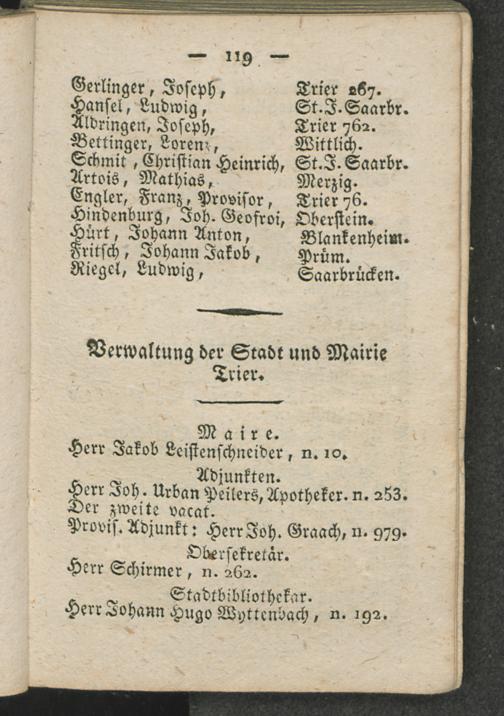 — 119 —
Gerlinger, Joseph, Trier 267.
Hansel, Ludwig, St. J. Saarbr.
Aldringen, Joseph, Trier 762.
Bettinger, Lorenz, Wittlich.
Schmit, Christian Heinrich, St. J. Saarbr.
Artois, Mathias, Merzig.
Engler, Franz, Provisor, Trier 76.
Hindenburg, Joh. Geofroi, Oberstein.
Hürt, Johann Anton, Blankenheim.
Fritsch, Johann Jakob, Prüm.
Riegel, Ludwig, Saarbrücken.
Verwaltung der Stadt und Mairie
Trier.
Maire.
Herr Jakob Leistenschneider, n. 10.
Adjunkten.
Herr Joh. Urban Peilers, Apotheker. n. 253.
Der zweite vacat.
Provis. Adjunkt: Herr Joh. Graach, n. 979.
Obersekretär.
Herr Schirmer, n. 262.
Stadtbibliothekar.
Herr Johann Hugo Wyttenbach, n. 192.